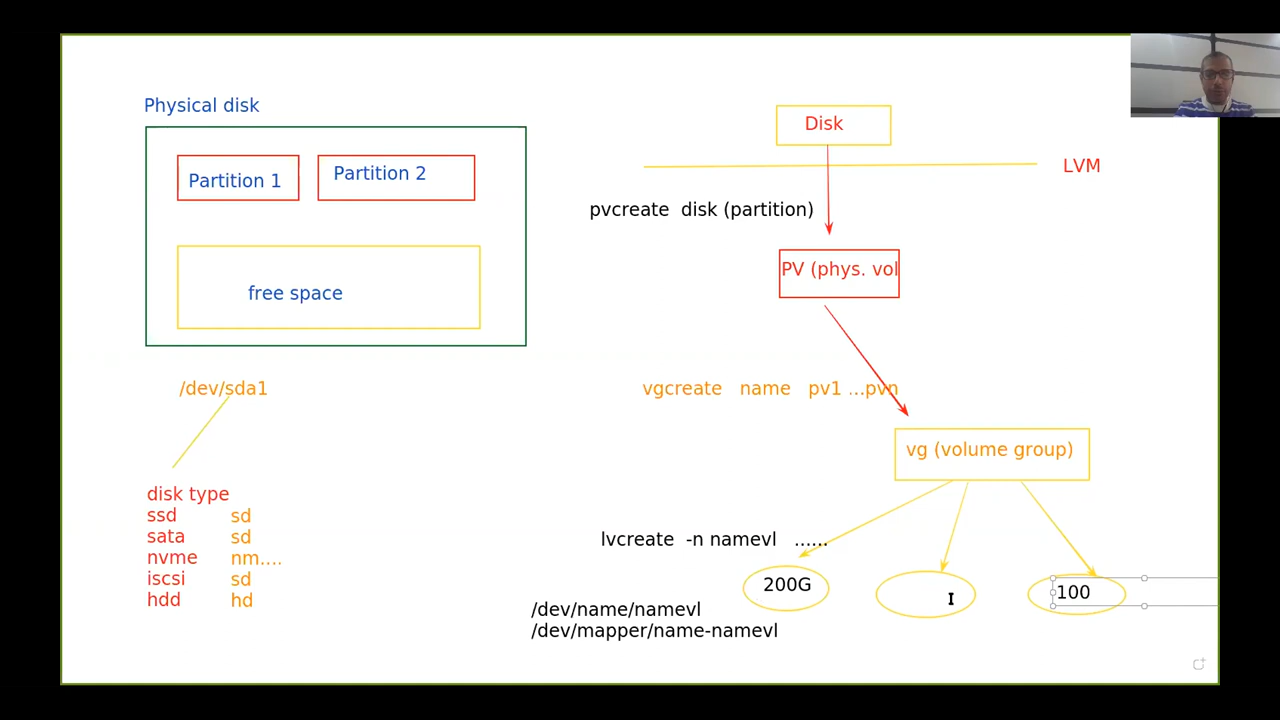 Physical disk
Partition 1
Partition 2
free space
/dev/sda1
disk type
ssd sd
sata sd
nvme nm....
iscsi sd
hdd hd
Disk
LVM
pvcreate disk (partition)
PV (phys. vol
vgcreate name pv1 ...pvn
vg (volume group)
lvcreate -n namevl ......
200G
100
/dev/name/namevl
/dev/mapper/name-namevl